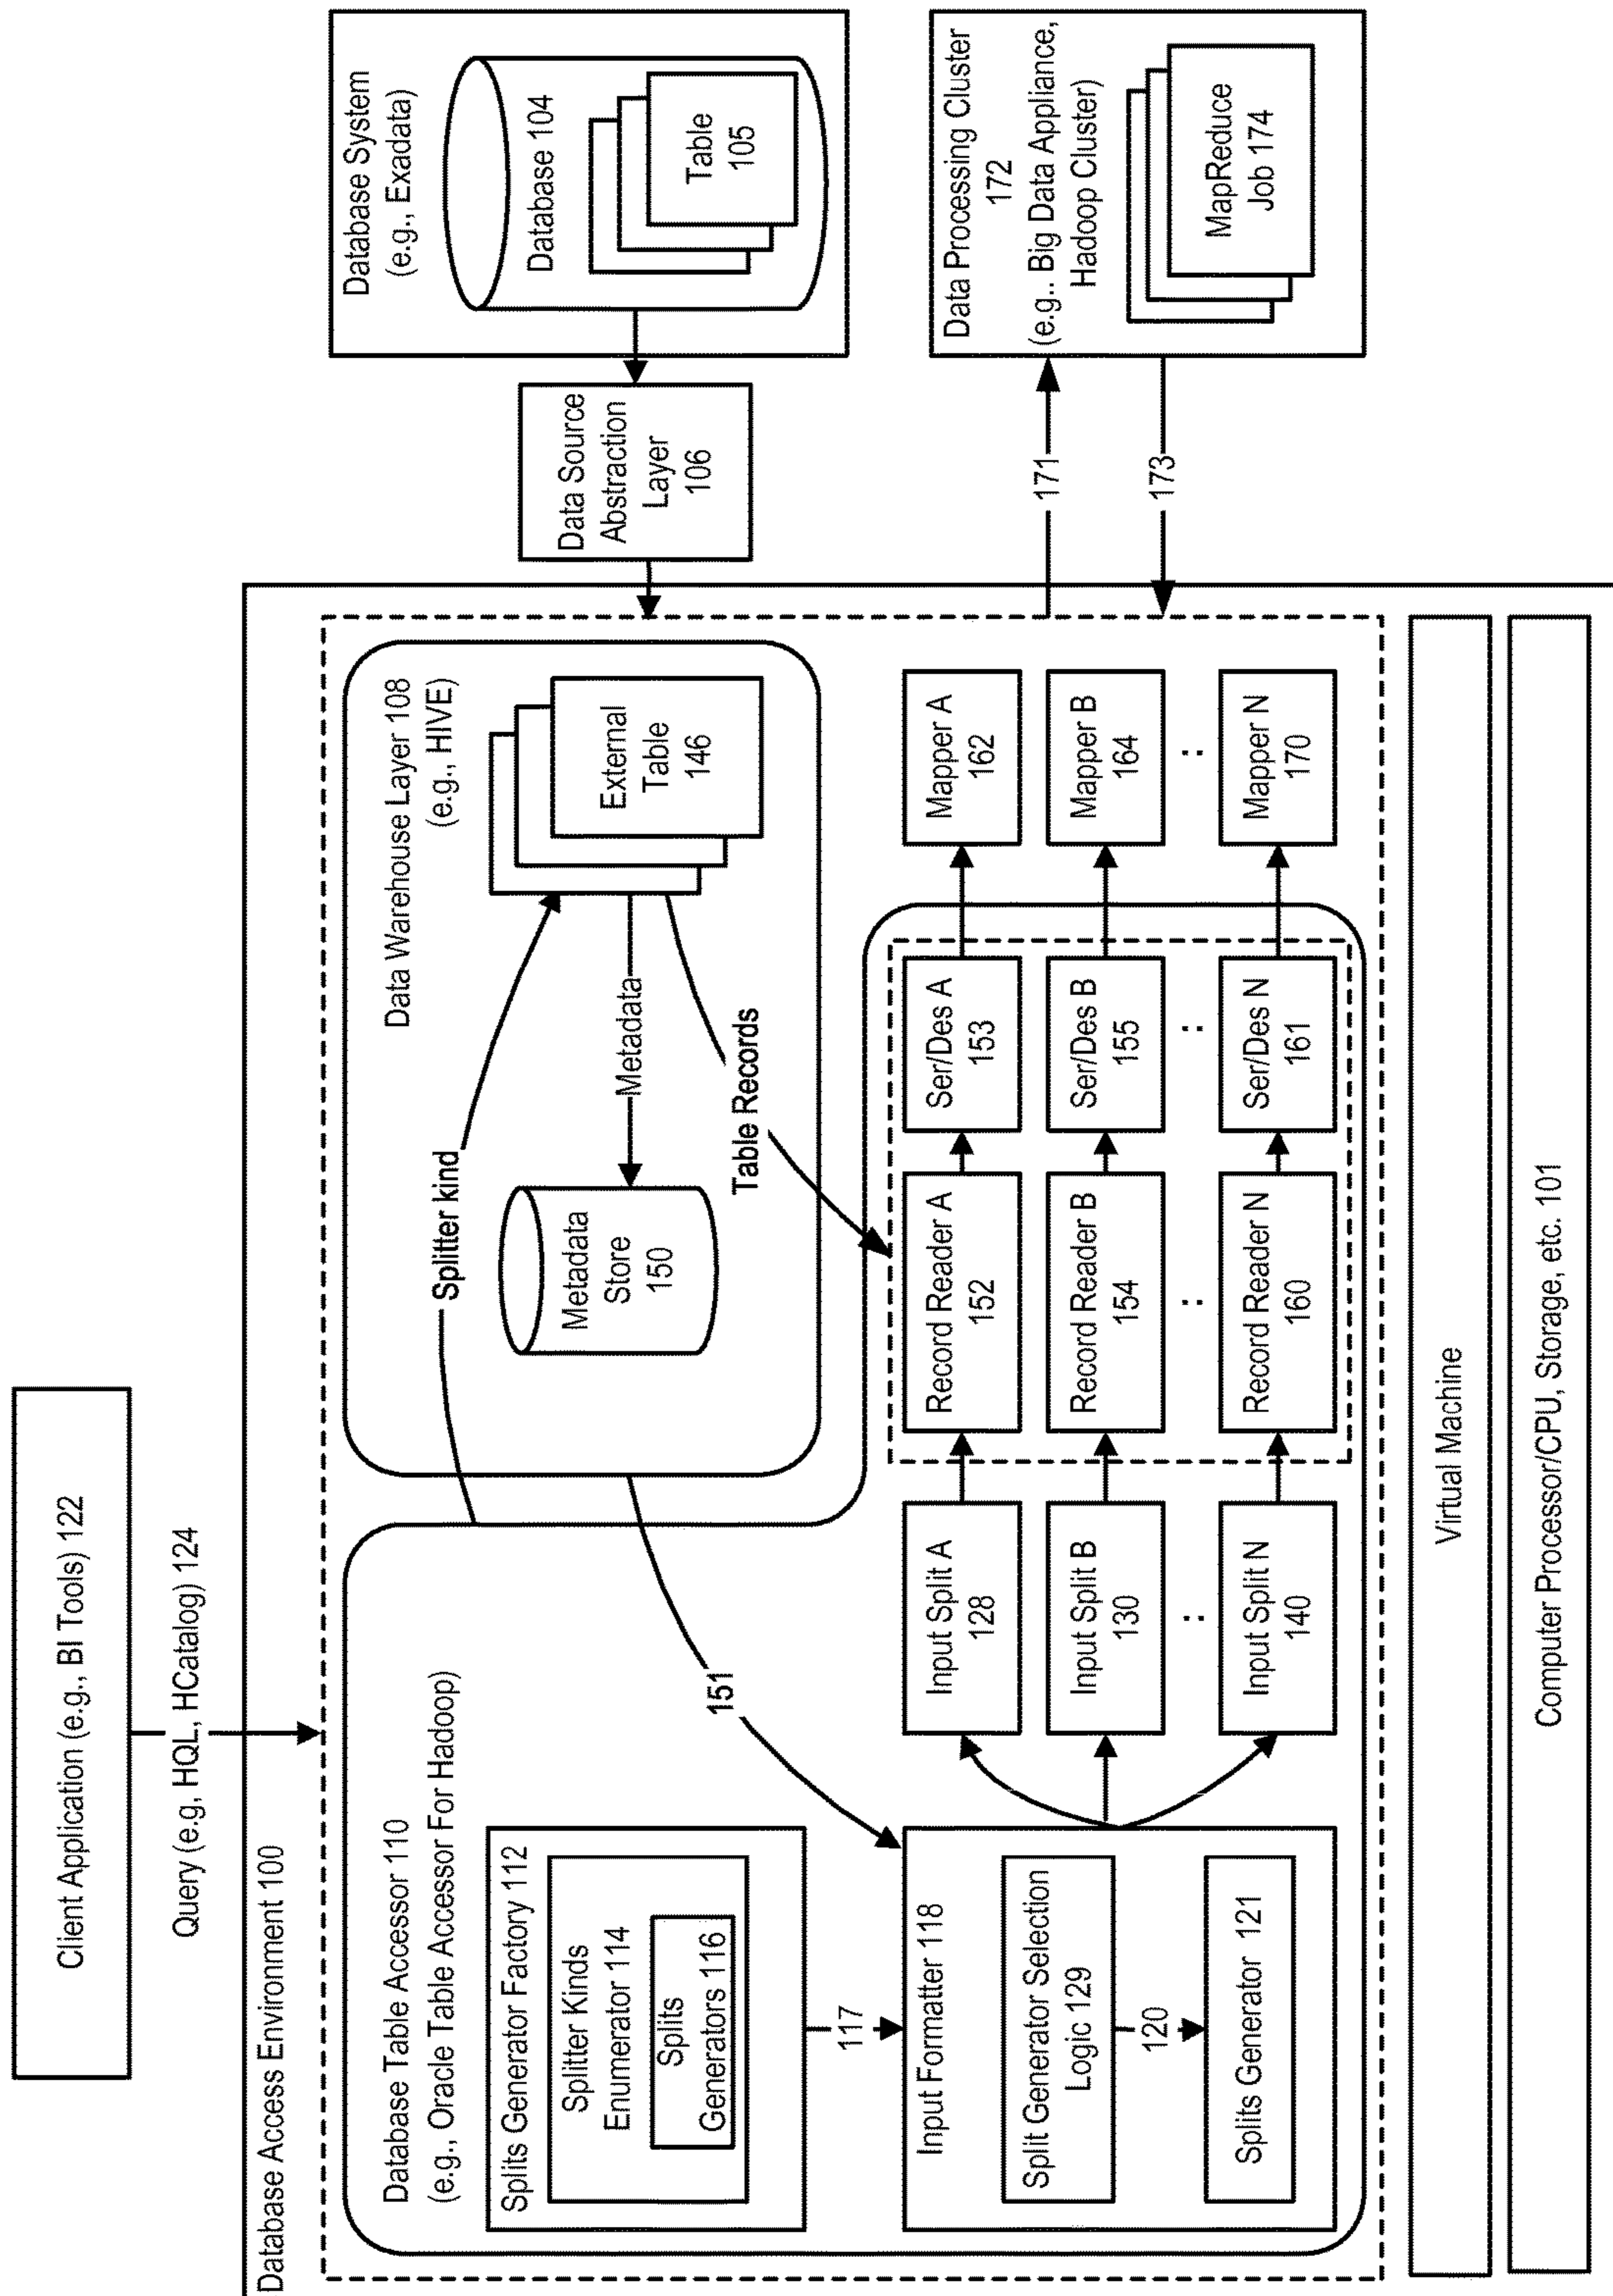 Client Application (e.g., BI Tools) 122
Query (e.g, HQL, HCatalog) 124
Database Access Environment 100
Database Table Accessor 110
(e.g., Oracle Table Accessor For Hadoop)
Splits Generator Factory 112
Splitter Kinds
Enumerator 114
Splits
Generators 116
117
Input Formatter 118
Split Generator Selection
Logic 129
120
Splits Generator 121
151
Splitter kind
Data Warehouse Layer 108
(e.g., HIVE)
Metadata
Store
150
Metadata
External
Table
146
Table Records
Input Split A
128
Input Split B
130
:
Input Split N
140
Record Reader A
152
Record Reader B
154
:
Record Reader N
160
Ser/Des A
153
Ser/Des B
155
:
Ser/Des N
161
Mapper A
162
Mapper B
164
:
Mapper N
170
Data Source
Abstraction
Layer
106
Database System
(e.g., Exadata)
Database 104
Table
105
171
173
Data Processing Cluster
172
(e.g.. Big Data Appliance,
Hadoop Cluster)
MapReduce
Job 174
Virtual Machine
Computer Processor/CPU, Storage, etc. 101